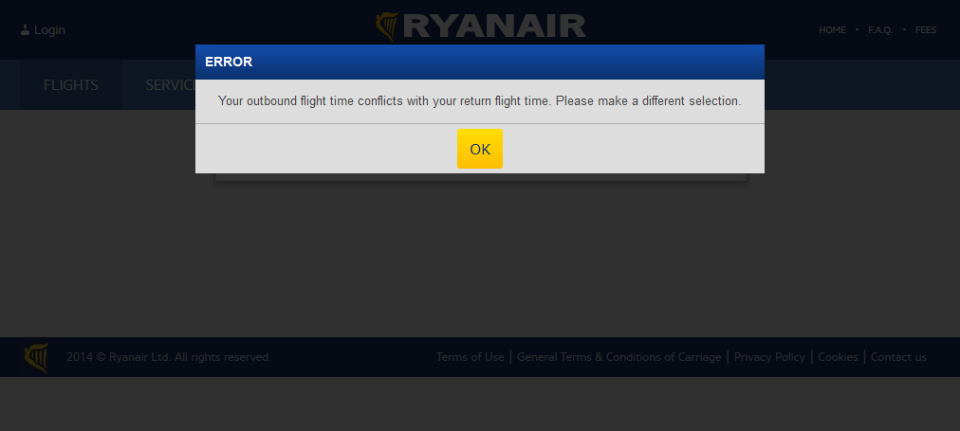 Login
RYANAIR
HOME • F.A.Q. • FEES
ERROR
FLIGHTS
SERVIC
Your outbound flight time conflicts with your return flight time. Please make a different selection.
OK
2014 © Ryanair Ltd. All rights reserved.
Terms of Use | General Terms & Conditions of Carriage | Privacy Policy | Cookies | Contact us